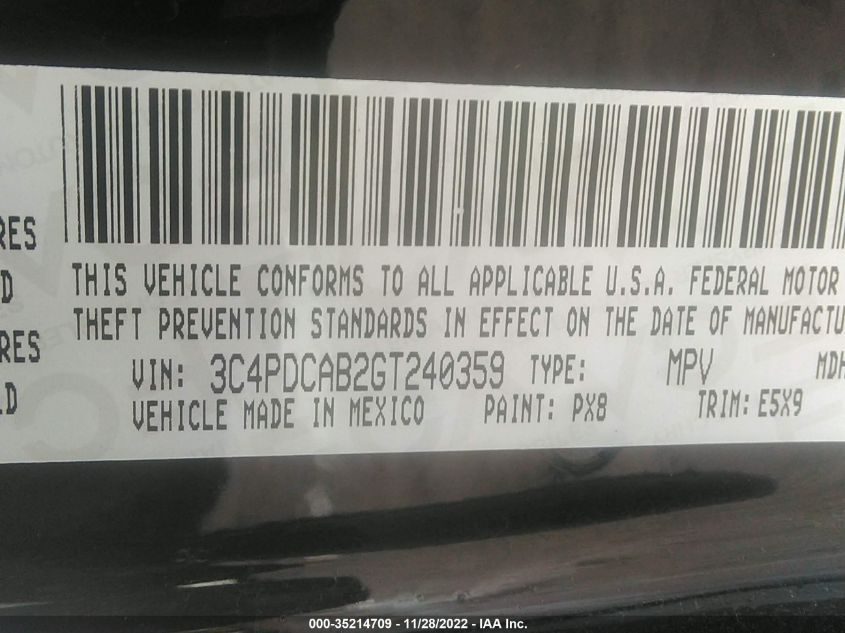 RES
D
RES
LD
THIS VEHICLE CONFORMS TO ALL APPLICABLE U.S.A. FEDERAL MOTOR
THEFT PREVENTION STANDARDS IN EFFECT ON THE DATE OF MANUFACTU
VIN: 3C4PDCAB2GT240359 TYPE: MPV MDH
VEHICLE MADE IN MEXICO PAINT: PX8 TRIM: E5X9
000-35214709 - 11/28/2022 - IAA Inc.